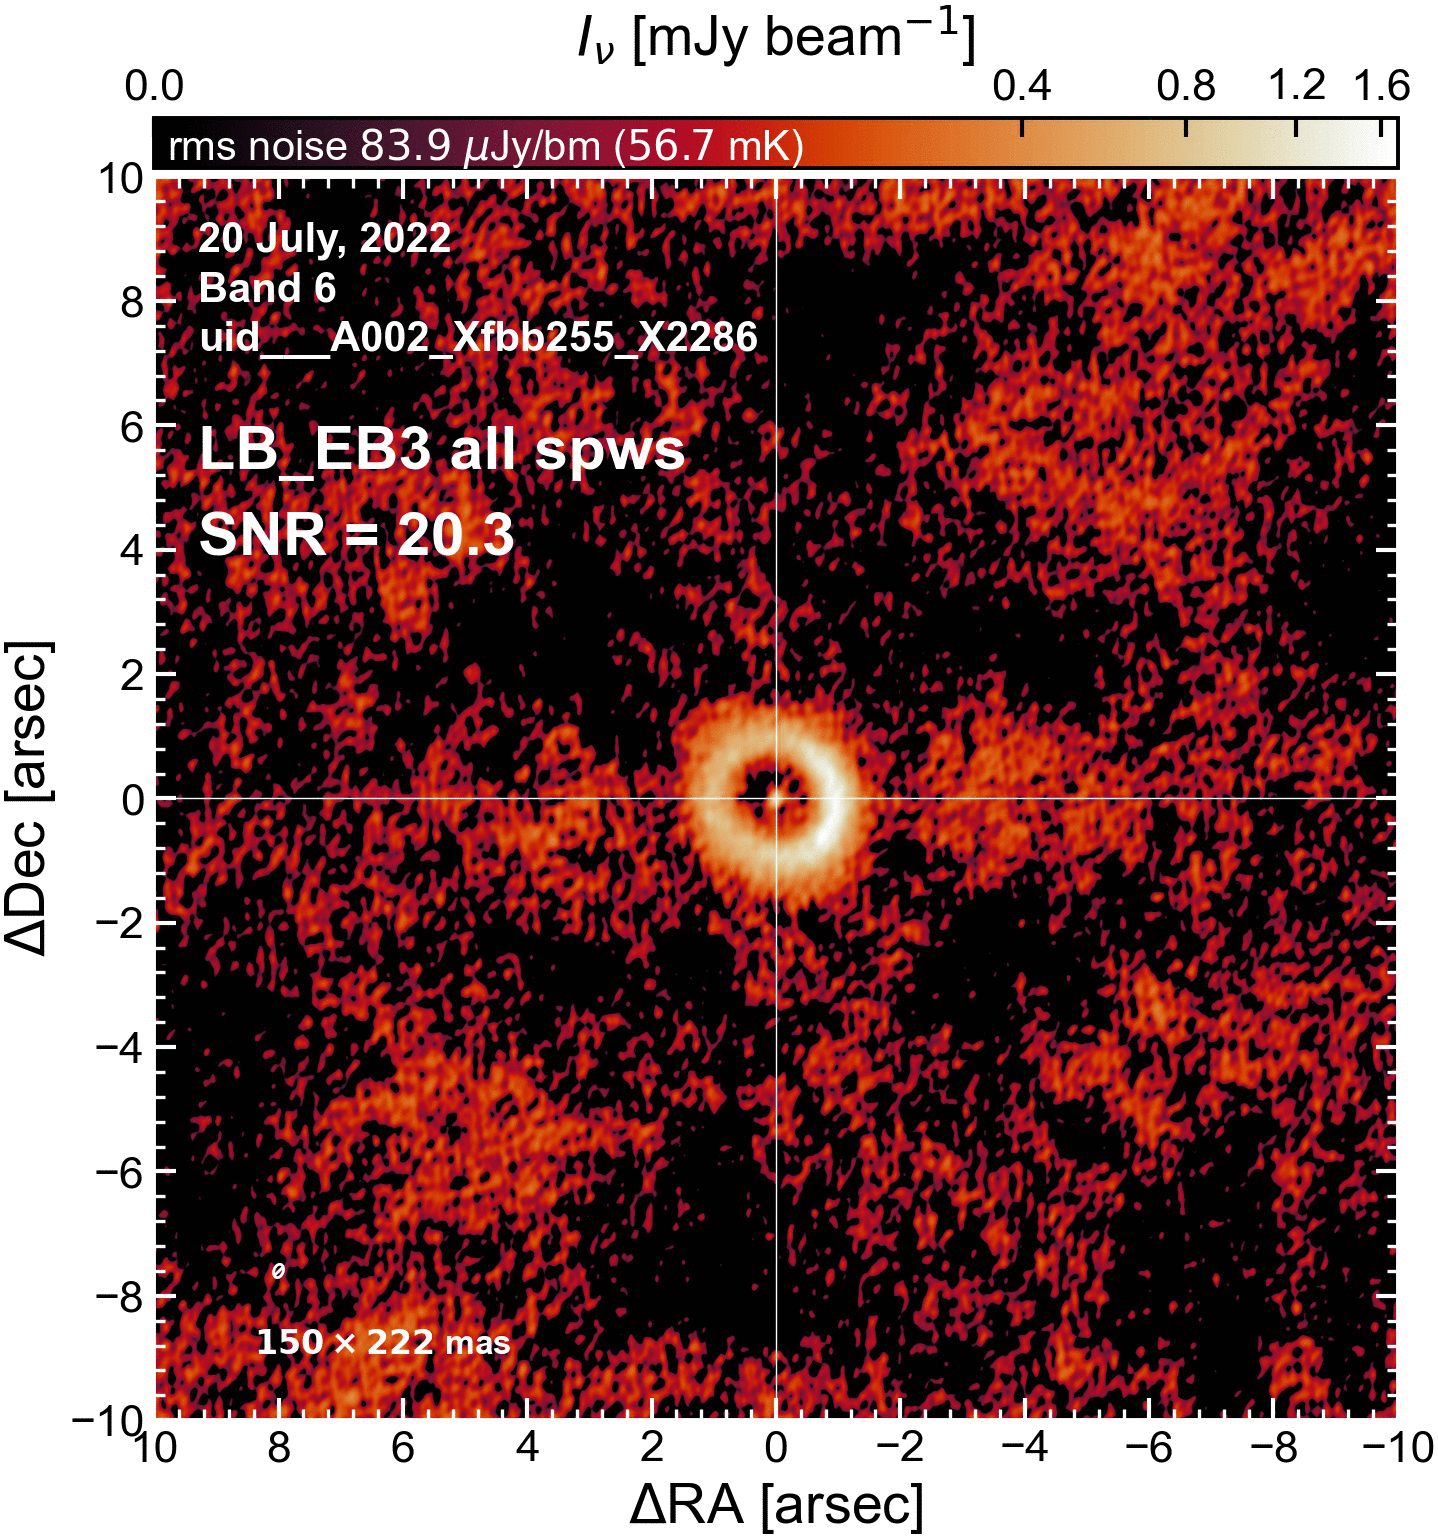 I_ν [mJy beam⁻¹]
0.0 0.4 0.8 1.2 1.6
rms noise 83.9 μJy/bm (56.7 mK)
20 July, 2022
Band 6
uid___A002_Xfbb255_X2286
LB_EB3 all spws
SNR = 20.3
10
8
6
4
2
0
−2
−4
−6
−8
−10
ΔDec [arsec]
150 × 222 mas
10 8 6 4 2 0 −2 −4 −6 −8 −10
ΔRA [arsec]